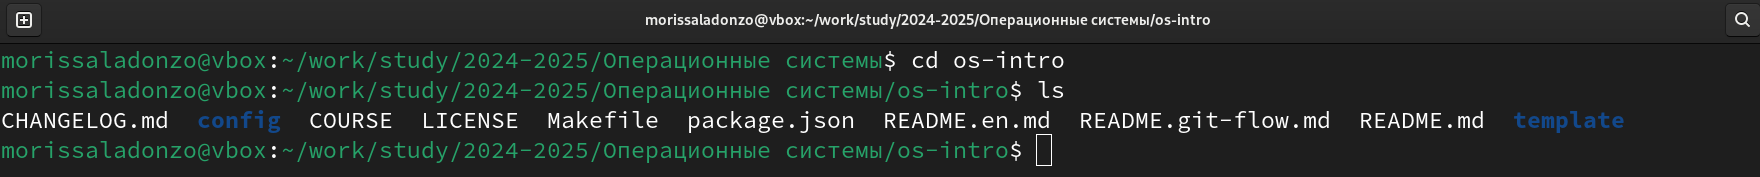 morissaladonzo@vbox:~/work/study/2024-2025/Операционные системы/os-intro
morissaladonzo@vbox:~/work/study/2024-2025/Операционные системы$ cd os-intro
morissaladonzo@vbox:~/work/study/2024-2025/Операционные системы/os-intro$ ls
CHANGELOG.md  config  COURSE  LICENSE  Makefile  package.json  README.en.md  README.git-flow.md  README.md  template
morissaladonzo@vbox:~/work/study/2024-2025/Операционные системы/os-intro$